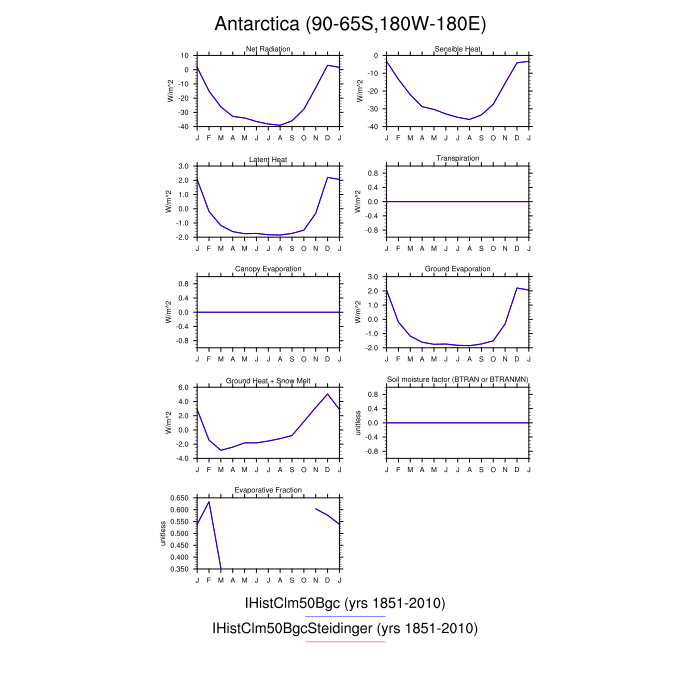 Antarctica (90-65S,180W-180E)
Net Radiation
W/m^2
10
0
-10
-20
-30
-40
J F M A M J J A S O N D J
Sensible Heat
W/m^2
0
-10
-20
-30
-40
J F M A M J J A S O N D J
Latent Heat
W/m^2
3.0
2.0
1.0
0.0
-1.0
-2.0
J F M A M J J A S O N D J
Transpiration
W/m^2
0.8
0.4
0.0
-0.4
-0.8
J F M A M J J A S O N D J
Canopy Evaporation
W/m^2
0.8
0.4
0.0
-0.4
-0.8
J F M A M J J A S O N D J
Ground Evaporation
W/m^2
3.0
2.0
1.0
0.0
-1.0
-2.0
J F M A M J J A S O N D J
Ground Heat + Snow Melt
W/m^2
6.0
4.0
2.0
0.0
-2.0
-4.0
J F M A M J J A S O N D J
Soil moisture factor (BTRAN or BTRANMN)
unitless
0.8
0.4
0.0
-0.4
-0.8
J F M A M J J A S O N D J
Evaporative Fraction
unitless
0.650
0.600
0.550
0.500
0.450
0.400
0.350
J F M A M J J A S O N D J
IHistClm50Bgc (yrs 1851-2010)
IHistClm50BgcSteidinger (yrs 1851-2010)